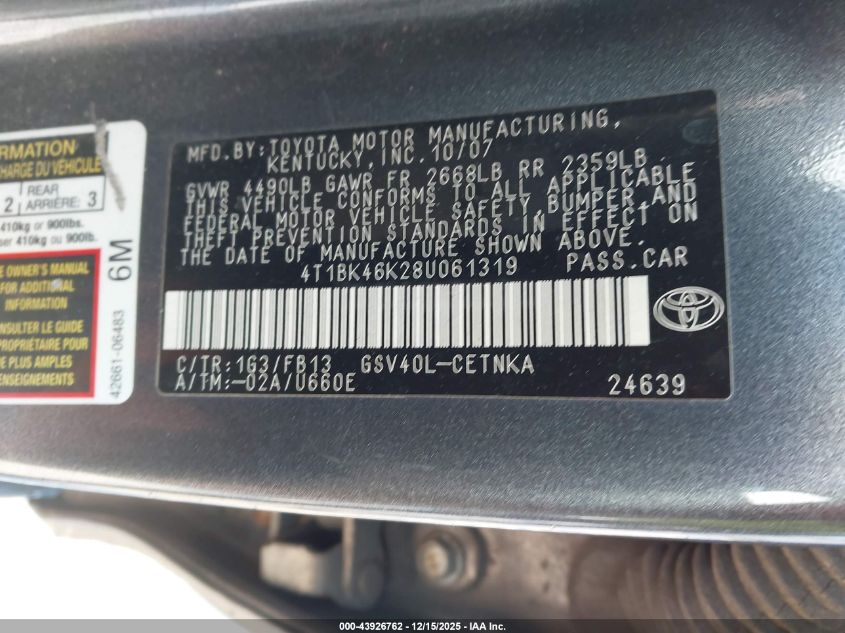 MFD.BY:TOYOTA MOTOR MANUFACTURING,
KENTUCKY,INC.10/07
GVWR 4490LB GAWR FR 2668LB RR 2359LB
THIS VEHICLE CONFORMS TO ALL APPLICABLE
FEDERAL MOTOR VEHICLE SAFETY,BUMPER,AND
THEFT PREVENTION STANDARDS IN EFFECT ON
THE DATE OF MANUFACTURE SHOWN ABOVE.
4T1BK46K28U061319 PASS.CAR
C/TR:1G3/FB13 GSV40L-CETNKA
A/TM:-02A/U660E 24639
CHARGE DU VÉHICULE
2 REAR ARRIÈRE: 3
410kg or 900lbs.
ser 410kg ou 900lb.
E OWNER'S MANUAL
FOR ADDITIONAL
INFORMATION
NSULTER LE GUIDE
PROPRIÉTAIRE POUR
E PLUS AMPLES
RENSEIGNEMENTS
42661-06483 6M
000-43926762 - 12/15/2025 - IAA Inc.